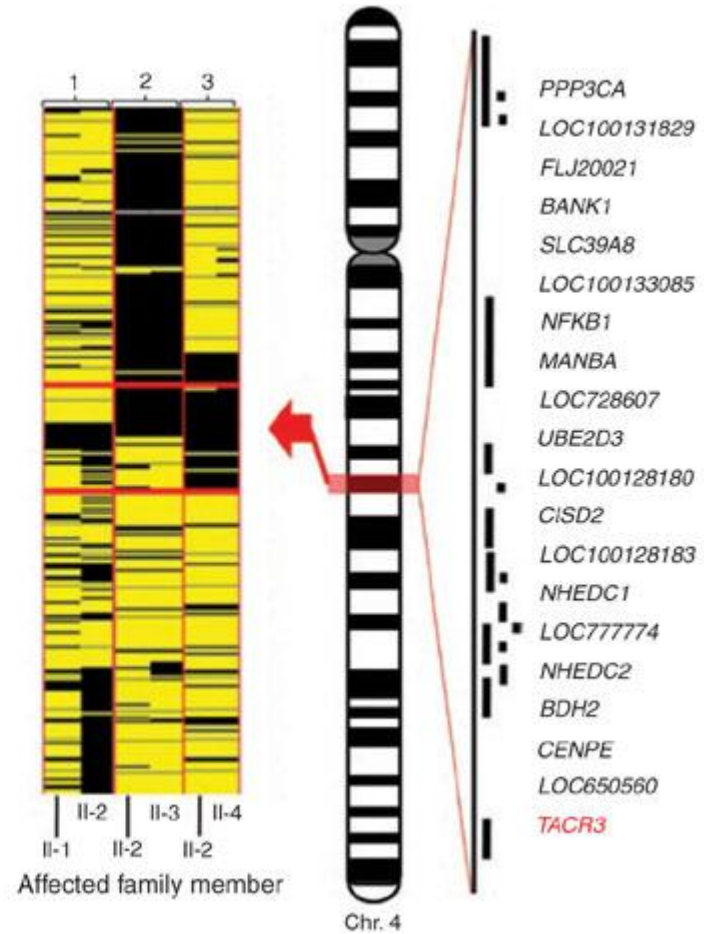 1 2 3
II-2 II-3 II-4
II-1 II-2 II-2
Affected family member
Chr. 4
PPP3CA
LOC100131829
FLJ20021
BANK1
SLC39A8
LOC100133085
NFKB1
MANBA
LOC728607
UBE2D3
LOC100128180
CISD2
LOC100128183
NHEDC1
LOC777774
NHEDC2
BDH2
CENPE
LOC650560
TACR3